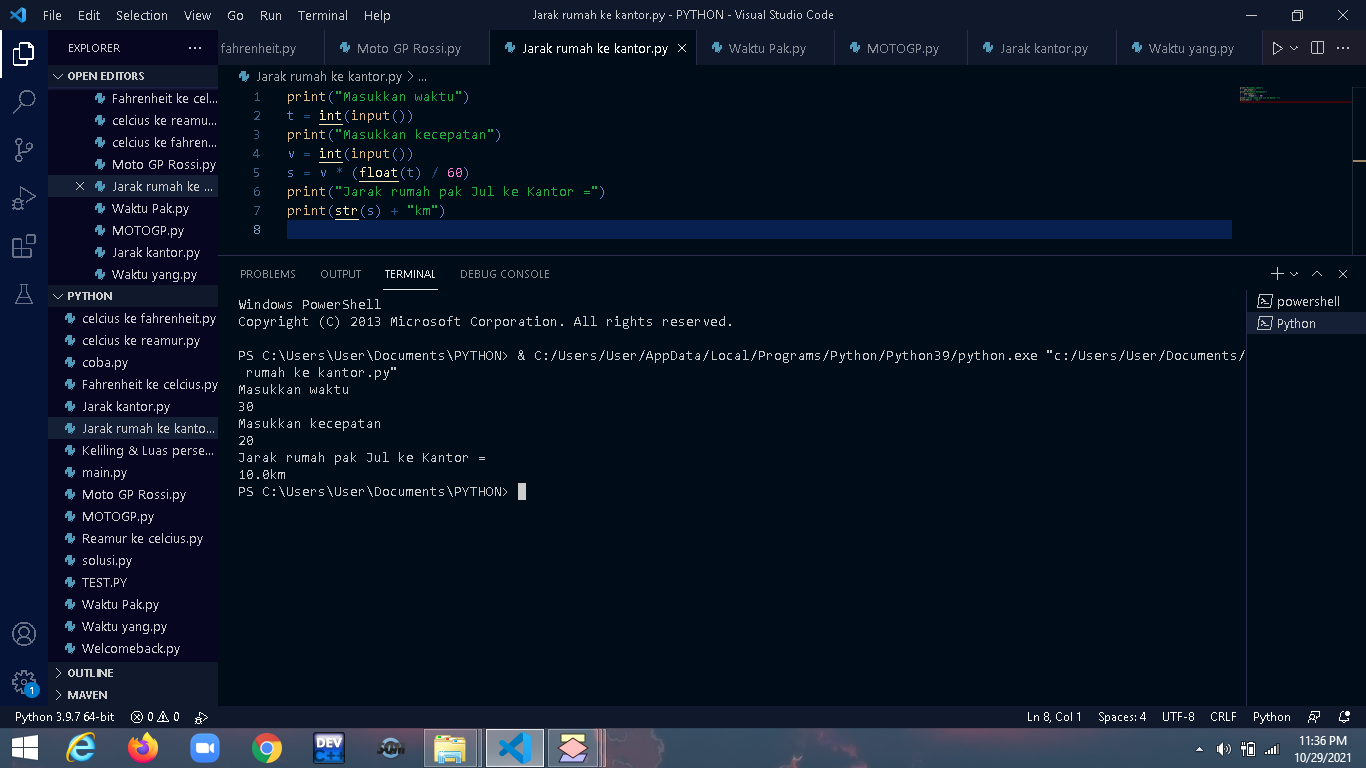 File Edit Selection View Go Run Terminal Help
Jarak rumah ke kantor.py - PYTHON - Visual Studio Code
EXPLORER
OPEN EDITORS
Fahrenheit ke cel...
celcius ke reamu...
celcius ke fahren...
Moto GP Rossi.py
Jarak rumah ke ...
Waktu Pak.py
MOTOGP.py
Jarak kantor.py
Waktu yang.py
PYTHON
celcius ke fahrenheit.py
celcius ke reamur.py
coba.py
Fahrenheit ke celcius.py
Jarak kantor.py
Jarak rumah ke kanto...
Keliling & Luas perse...
main.py
Moto GP Rossi.py
MOTOGP.py
Reamur ke celcius.py
solusi.py
TEST.PY
Waktu Pak.py
Waktu yang.py
Welcomeback.py
OUTLINE
MAVEN
fahrenheit.py Moto GP Rossi.py Jarak rumah ke kantor.py Waktu Pak.py MOTOGP.py Jarak kantor.py Waktu yang.py
Jarak rumah ke kantor.py > ...
1 print("Masukkan waktu")
2 t = int(input())
3 print("Masukkan kecepatan")
4 v = int(input())
5 s = v * (float(t) / 60)
6 print("Jarak rumah pak Jul ke Kantor =")
7 print(str(s) + "km")
8
PROBLEMS OUTPUT TERMINAL DEBUG CONSOLE
Windows PowerShell
Copyright (C) 2013 Microsoft Corporation. All rights reserved.
PS C:\Users\User\Documents\PYTHON> & C:/Users/User/AppData/Local/Programs/Python/Python39/python.exe "c:/Users/User/Documents/
rumah ke kantor.py"
Masukkan waktu
30
Masukkan kecepatan
20
Jarak rumah pak Jul ke Kantor =
10.0km
PS C:\Users\User\Documents\PYTHON>
powershell
Python
1
Python 3.9.7 64-bit 0 0
Ln 8, Col 1 Spaces: 4 UTF-8 CRLF Python
DEV C++
11:36 PM
10/29/2021